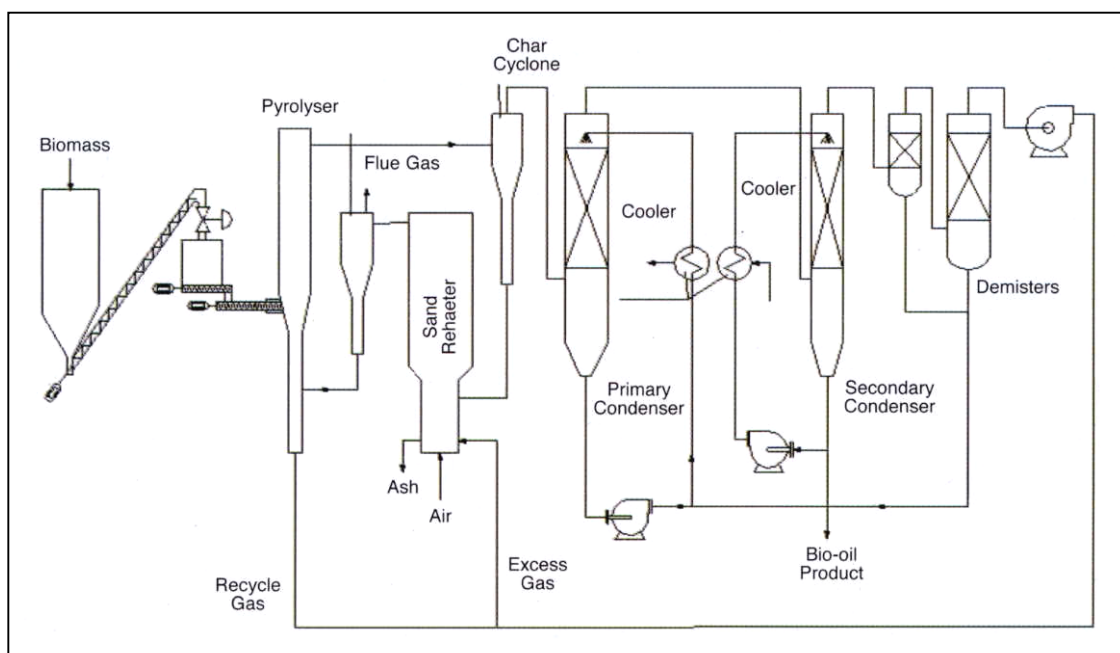 Char
Cyclone
Pyrolyser
Biomass
Flue Gas
Cooler
Cooler
Sand
Rehaeter
Demisters
Primary
Condenser
Secondary
Condenser
Ash
Air
Bio-oil
Product
Recycle
Gas
Excess
Gas